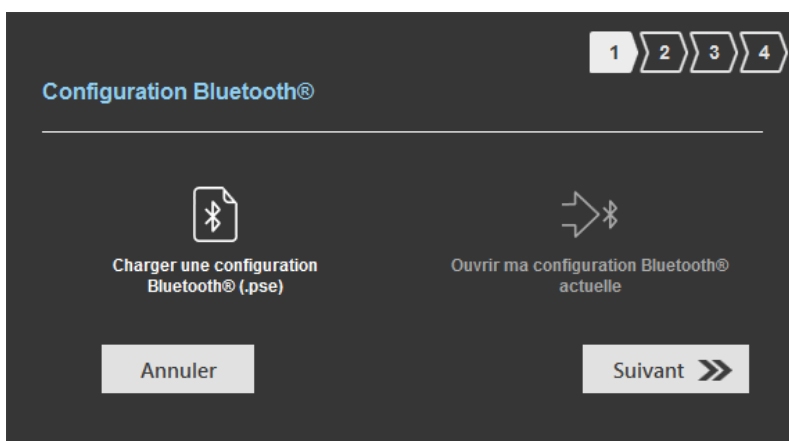 1 2 3 4
Configuration Bluetooth®
Charger une configuration
Bluetooth® (.pse)
Ouvrir ma configuration Bluetooth®
actuelle
Annuler
Suivant